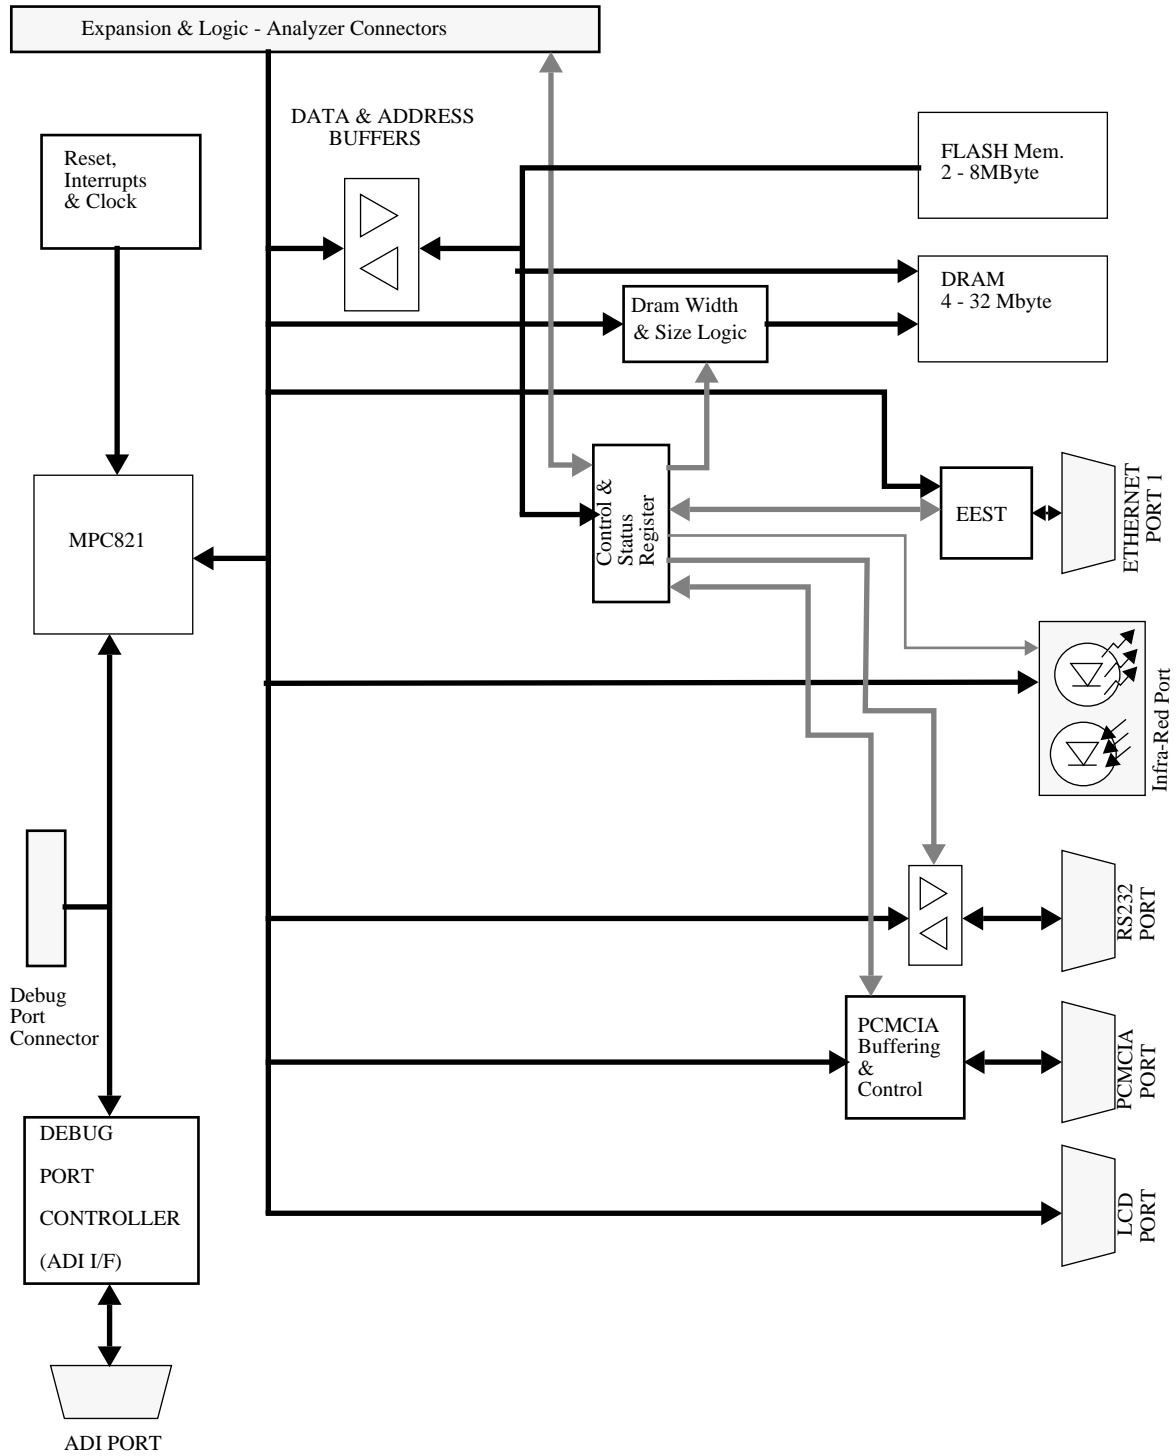 Expansion & Logic - Analyzer Connectors
DATA & ADDRESS
BUFFERS
Reset,
Interrupts
& Clock
FLASH Mem.
2 - 8MByte
DRAM
4 - 32 Mbyte
Dram Width
& Size Logic
Control &
Status
Register
EEST
ETHERNET
PORT 1
MPC821
Infra-Red Port
RS232
PORT
Debug
Port
Connector
PCMCIA
Buffering
&
Control
PCMCIA
PORT
DEBUG
PORT
CONTROLLER
(ADI I/F)
LCD
PORT
ADI PORT